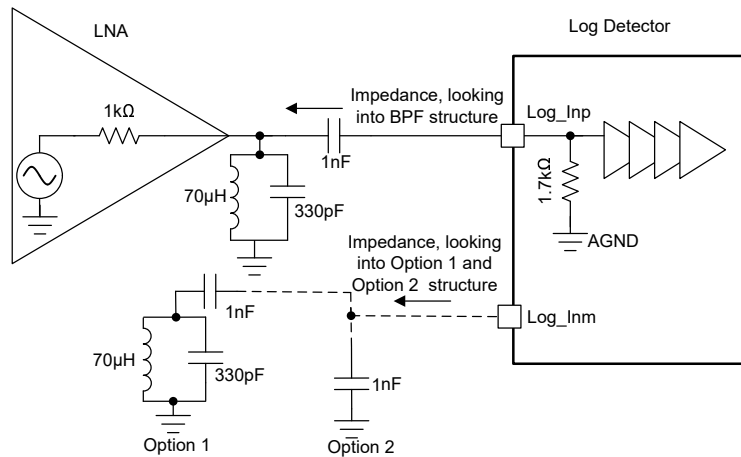 LNA
Log Detector
1kΩ
Impedance, looking
into BPF structure
Log_Inp
1nF
70µH
330pF
1.7kΩ
AGND
Impedance, looking
into Option 1 and
Option 2 structure
1nF
Log_Inm
70µH
330pF
1nF
Option 1
Option 2